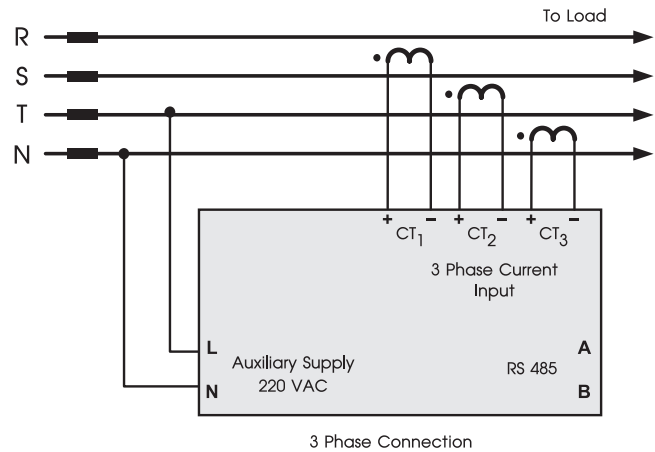 To Load
R
S
T
N
+ − + − + −
CT1 CT2 CT3
3 Phase Current
Input
L
Auxiliary Supply
220 VAC
N
A
RS 485
B
3 Phase Connection